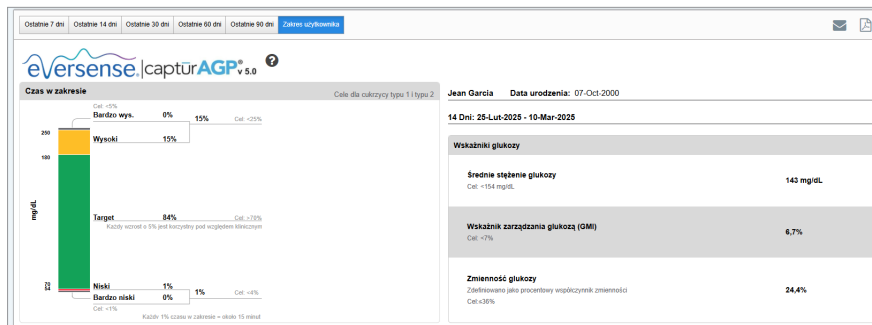 Ostatnie 7 dni Ostatnie 14 dni Ostatnie 30 dni Ostatnie 60 dni Ostatnie 90 dni Zakres użytkownika
eversense. | captūrAGP® v 5.0 ?
Czas w zakresie Cele dla cukrzycy typu 1 i typu 2
Cel: <5%
Bardzo wys. 0%
15% Cel: <25%
250
Wysoki 15%
180
mg/dL
Target 84% Cel: >70%
Każdy wzrost o 5% jest korzystny pod względem klinicznym
70
54
Niski 1%
1% Cel: <4%
Bardzo niski 0%
Cel: <1%
Każdy 1% czasu w zakresie = około 15 minut
Jean Garcia Data urodzenia: 07-Oct-2000
14 Dni: 25-Lut-2025 - 10-Mar-2025
Wskaźniki glukozy
Średnie stężenie glukozy 143 mg/dL
Cel: <154 mg/dL
Wskaźnik zarządzania glukozą (GMI) 6,7%
Cel: <7%
Zmienność glukozy 24,4%
Zdefiniowano jako procentowy współczynnik zmienności
Cel:≤36%